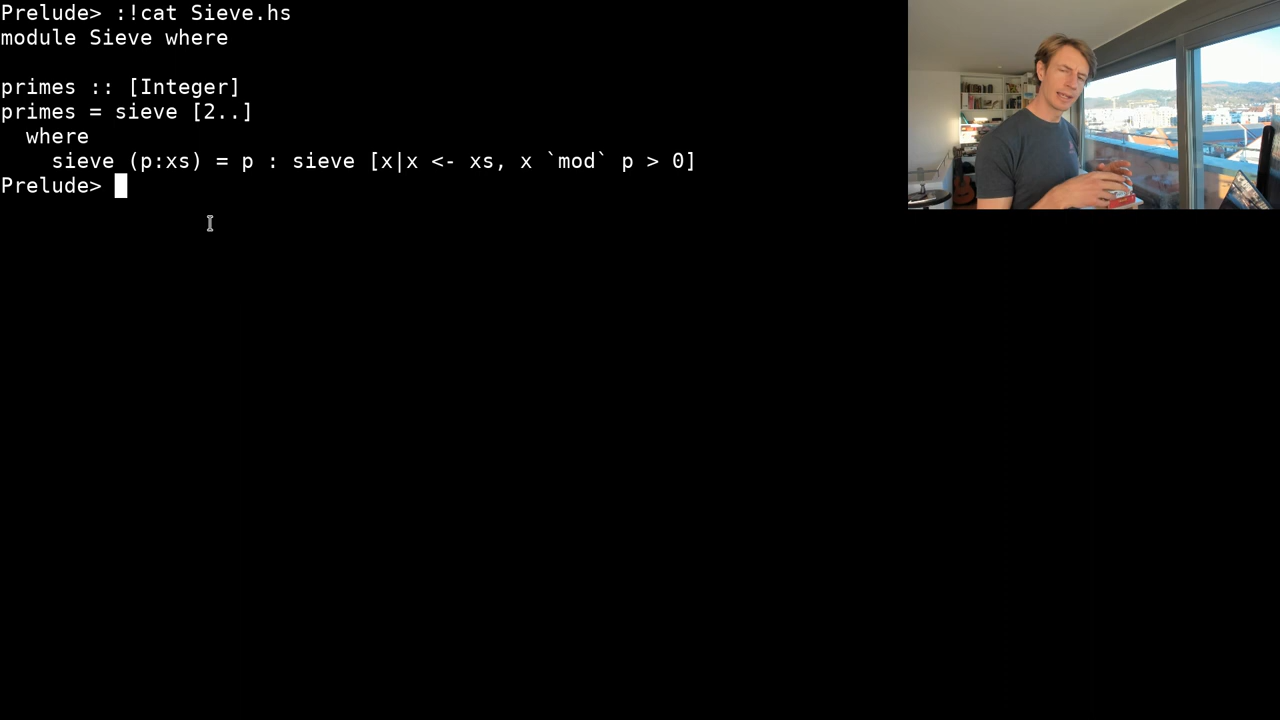 Prelude> :!cat Sieve.hs
module Sieve where

primes :: [Integer]
primes = sieve [2..]
  where
    sieve (p:xs) = p : sieve [x|x <- xs, x `mod` p > 0]
Prelude>